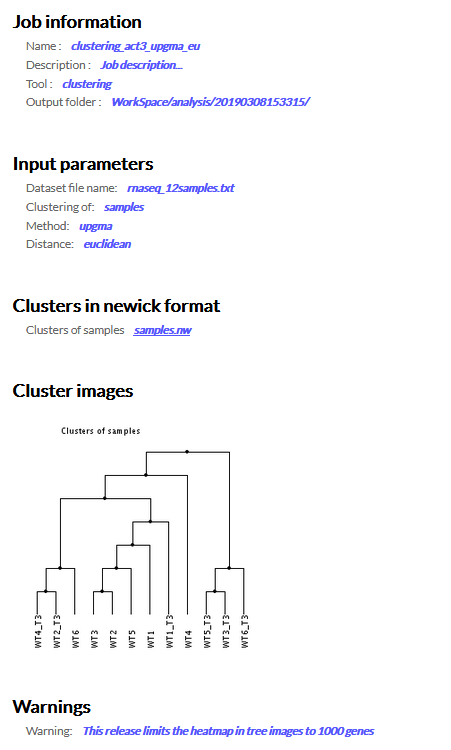 Job information
Name : clustering_act3_upgma_eu
Description : Job description...
Tool : clustering
Output folder : WorkSpace/analysis/20190308153315/
Input parameters
Dataset file name: rnaseq_12samples.txt
Clustering of: samples
Method: upgma
Distance: euclidean
Clusters in newick format
Clusters of samples samples.nw
Cluster images
Clusters of samples
WT4_T3
WT2_T3
WT6
WT3
WT2
WT5
WT1
WT1_T3
WT4
WT5_T3
WT3_T3
WT6_T3
Warnings
Warning: This release limits the heatmap in tree images to 1000 genes